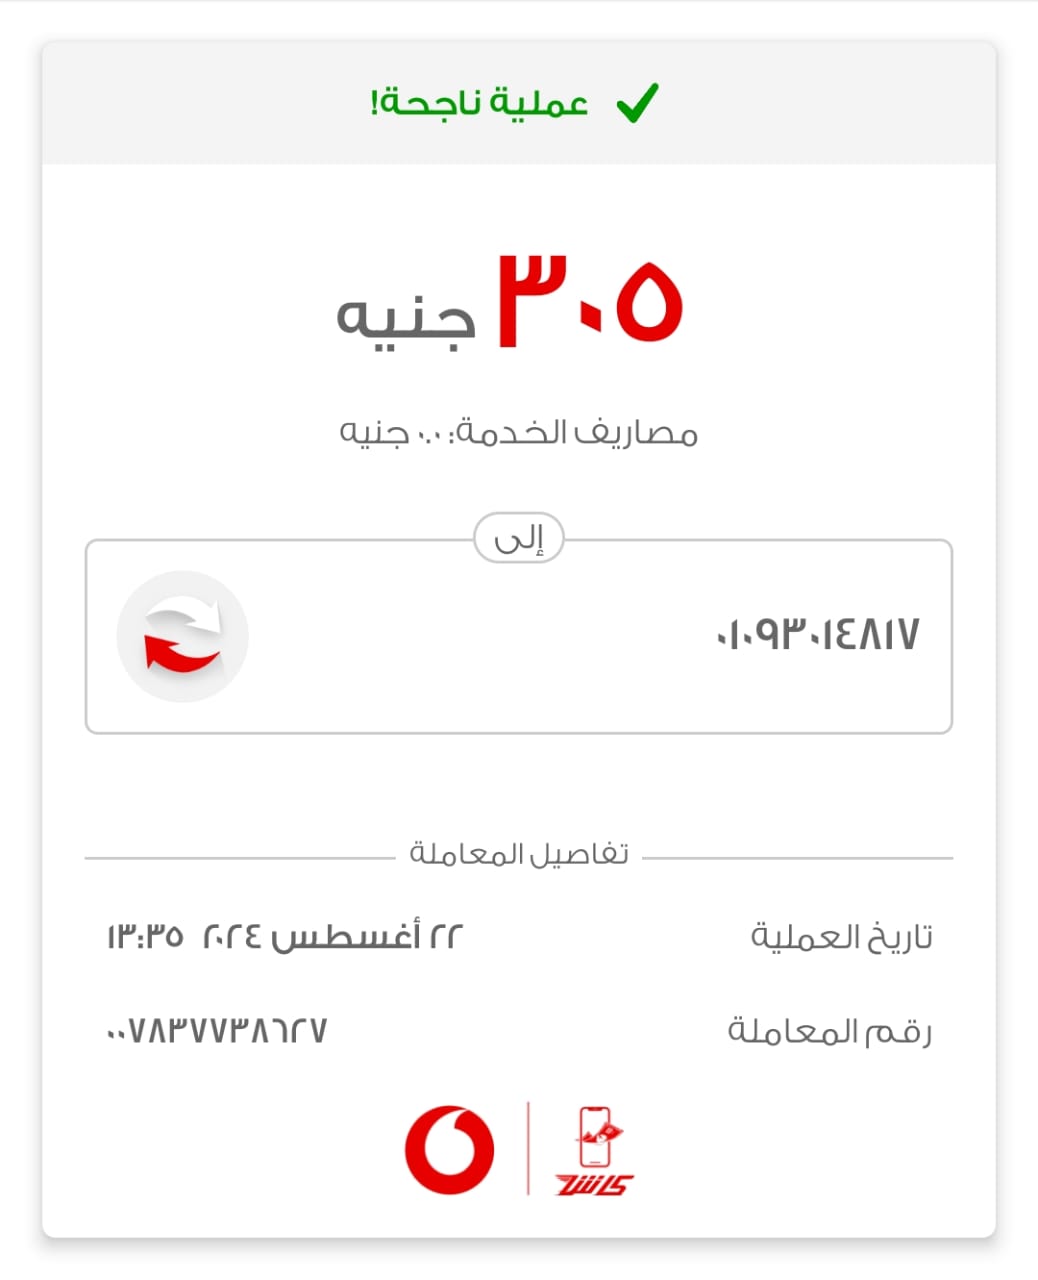 عملية ناجحة!
٣٠٥ جنيه
مصاريف الخدمة: ٠.٠ جنيه
إلى
٠١٠٩٣٠١٤٨١٧
تفاصيل المعاملة
تاريخ العملية ٢٢ أغسطس ٢٠٢٤ ١٣:٣٥
رقم المعاملة ٠٠٧٨٣٧٧٣٨٦٢٧
كاش